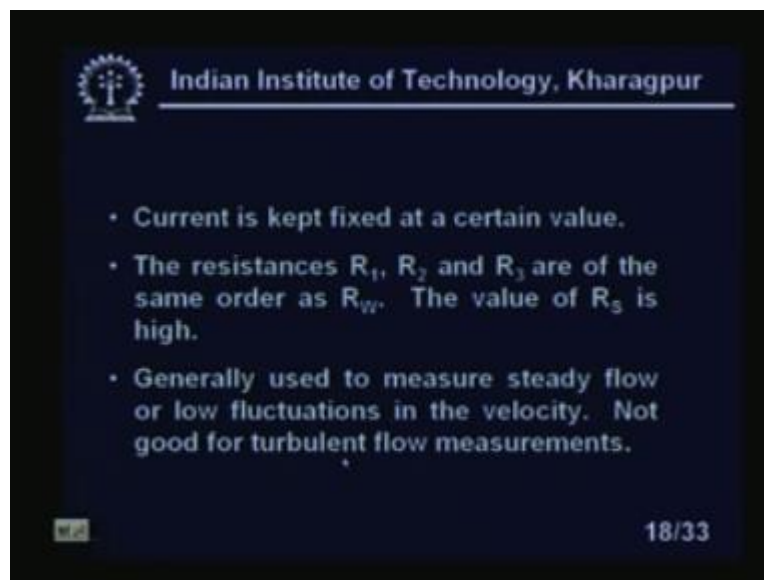 Indian Institute of Technology, Kharagpur
• Current is kept fixed at a certain value.
• The resistances R₁, R₂ and R₃ are of the
same order as R_W. The value of R_S is
high.
• Generally used to measure steady flow
or low fluctuations in the velocity. Not
good for turbulent flow measurements.
18/33